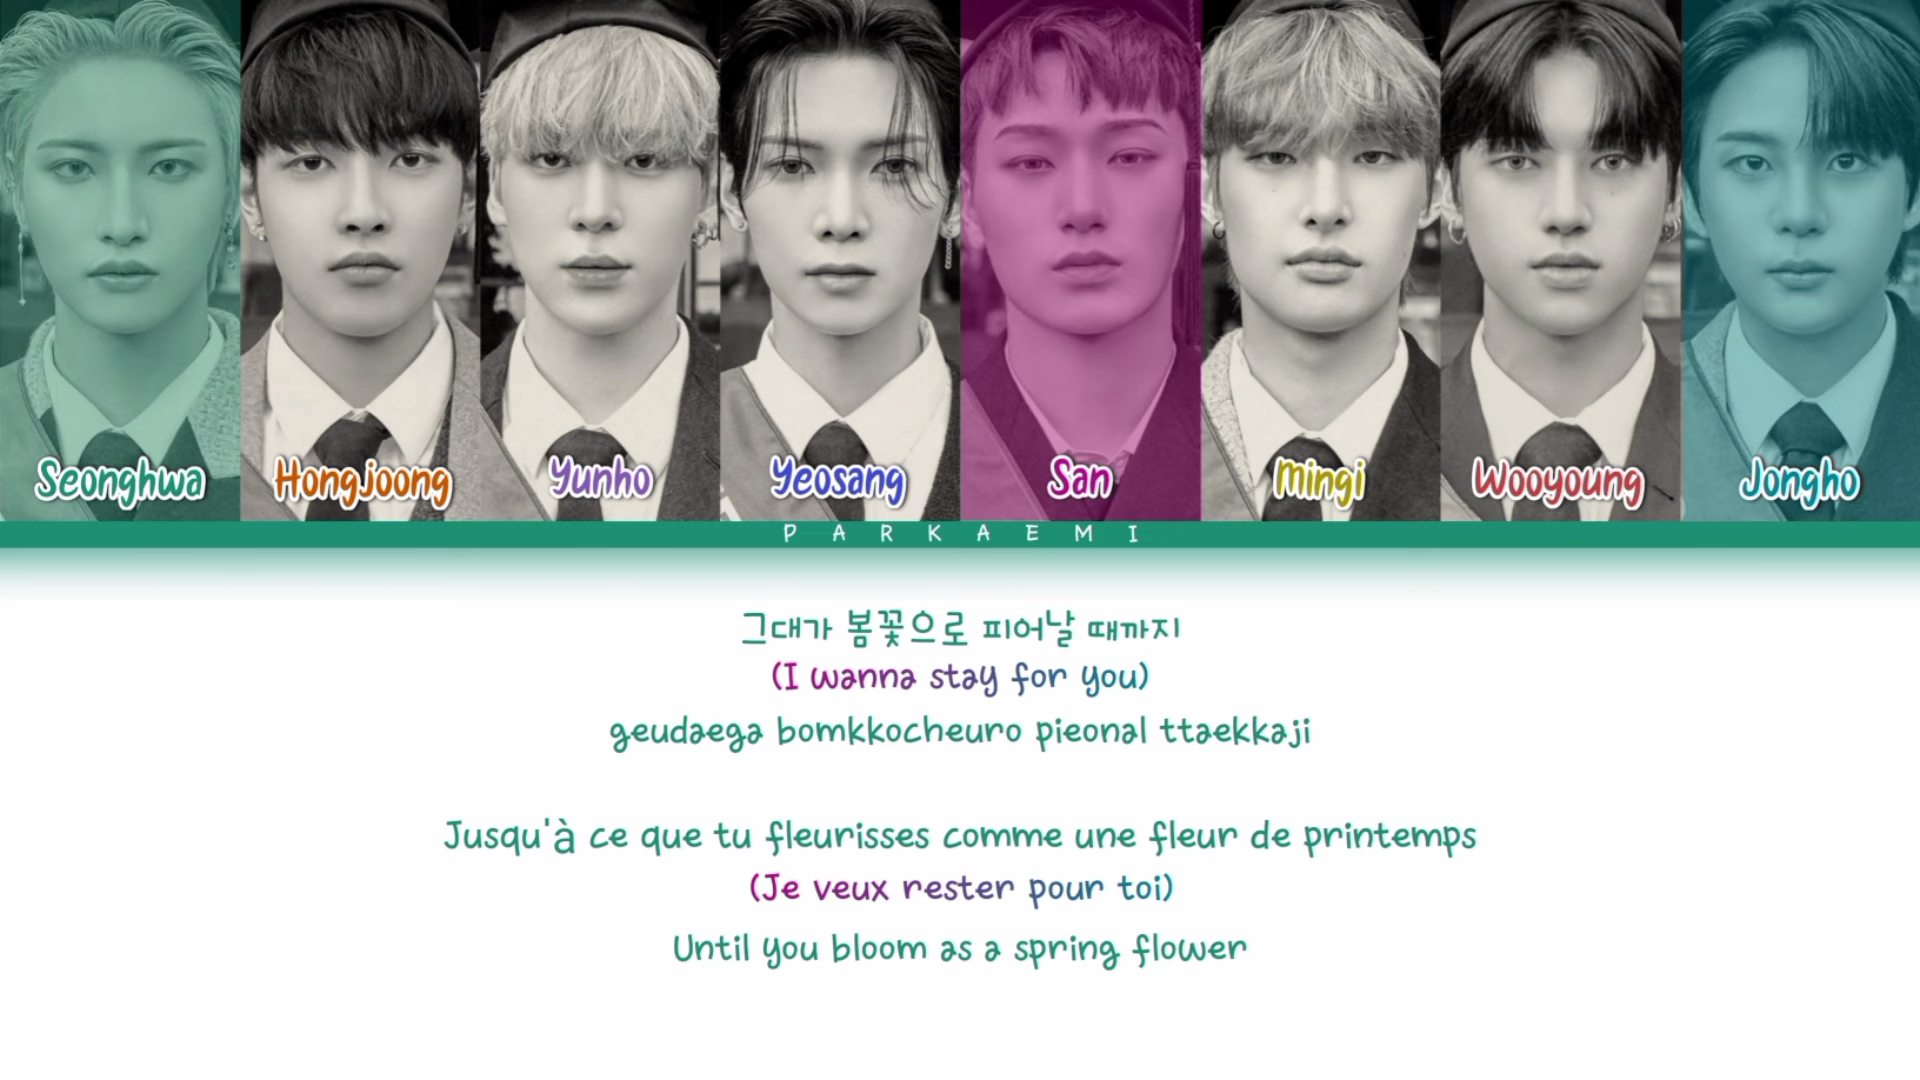 Seonghwa
Hongjoong
Yunho
Yeosang
San
Mingi
Wooyoung
Jongho
PARKAEMI
그대가 봄꽃으로 피어날 때까지
(I wanna stay for you)
geudaega bomkkocheuro pieonal ttaekkaji
Jusqu'à ce que tu fleurisses comme une fleur de printemps
(Je veux rester pour toi)
Until you bloom as a spring flower